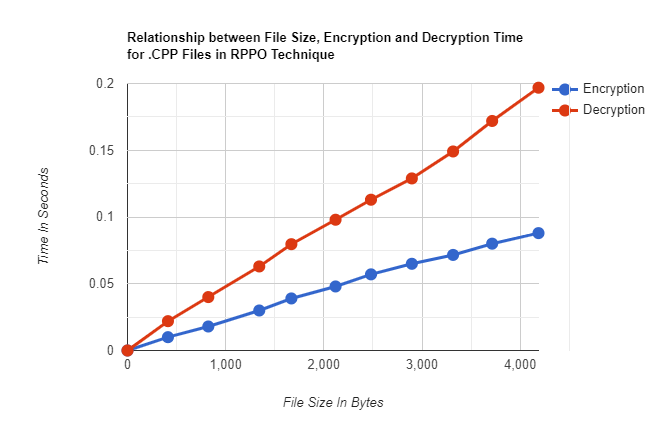 Relationship between File Size, Encryption and Decryption Time
for .CPP Files in RPPO Technique
0.2
0.15
0.1
0.05
0
Time In Seconds
0
1,000
2,000
3,000
4,000
File Size In Bytes
Encryption
Decryption